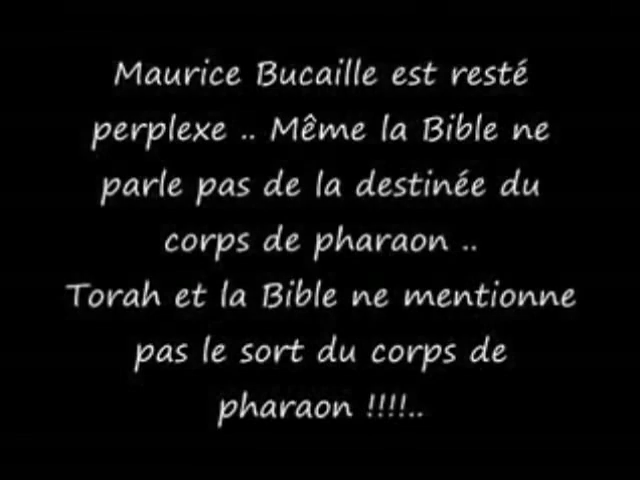 Maurice Bucaille est resté
perplexe .. Même la Bible ne
parle pas de la destinée du
corps de pharaon ..
Torah et la Bible ne mentionne
pas le sort du corps de
pharaon !!!!..